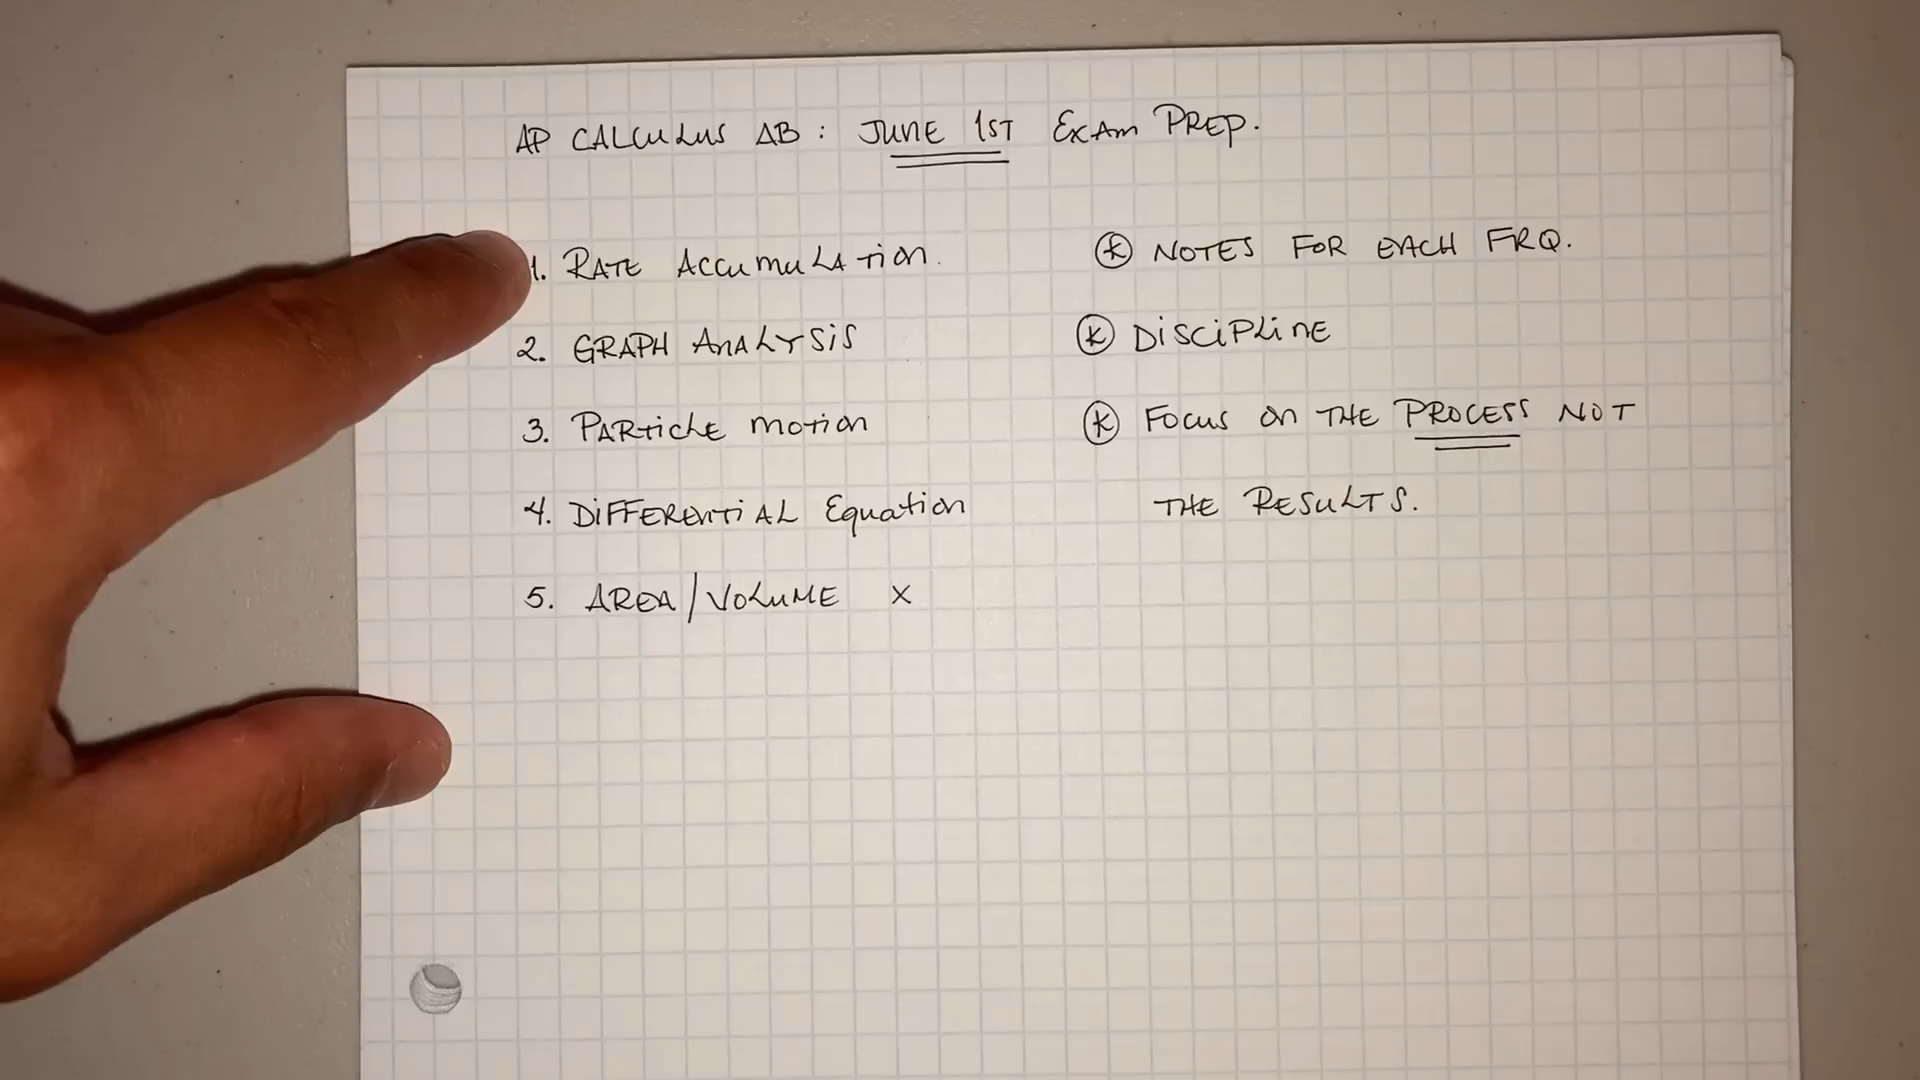 AP CALCULUS AB : JUNE 1ST EXAM PREP.
1. RATE ACCUMULATION.
2. GRAPH ANALYSIS
3. PARTICLE MOTION
4. DIFFERENTIAL EQUATION
5. AREA/VOLUME X
* NOTES FOR EACH FRQ.
* DISCIPLINE
* FOCUS ON THE PROCESS NOT
THE RESULTS.